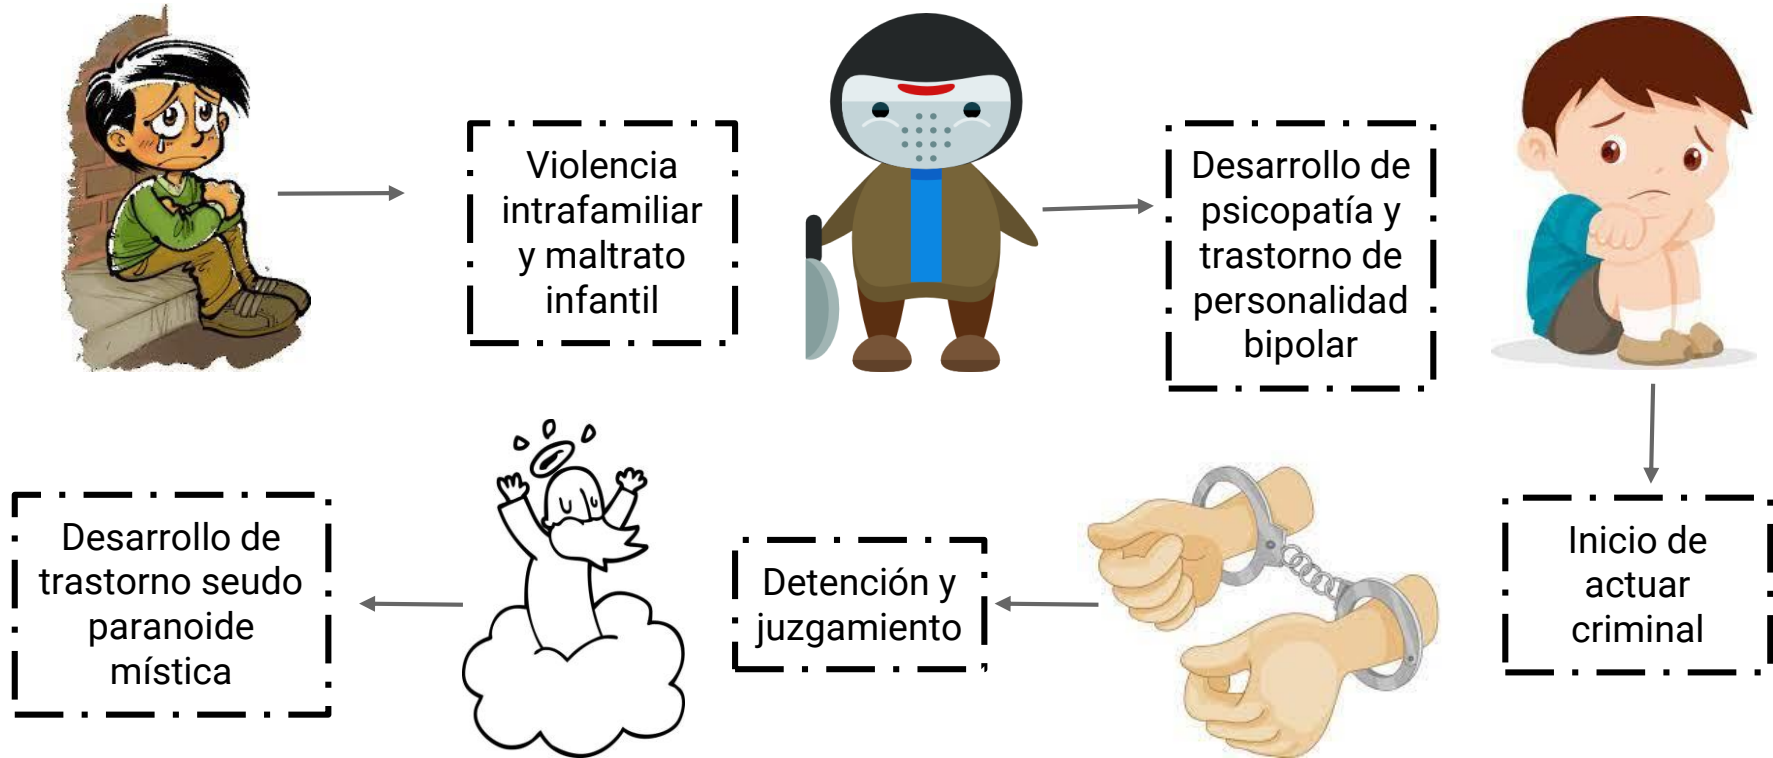 Violencia
intrafamiliar
y maltrato
infantil
Desarrollo de
psicopatía y
trastorno de
personalidad
bipolar
Inicio de
actuar
criminal
Detención y
juzgamiento
Desarrollo de
trastorno seudo
paranoide
mística